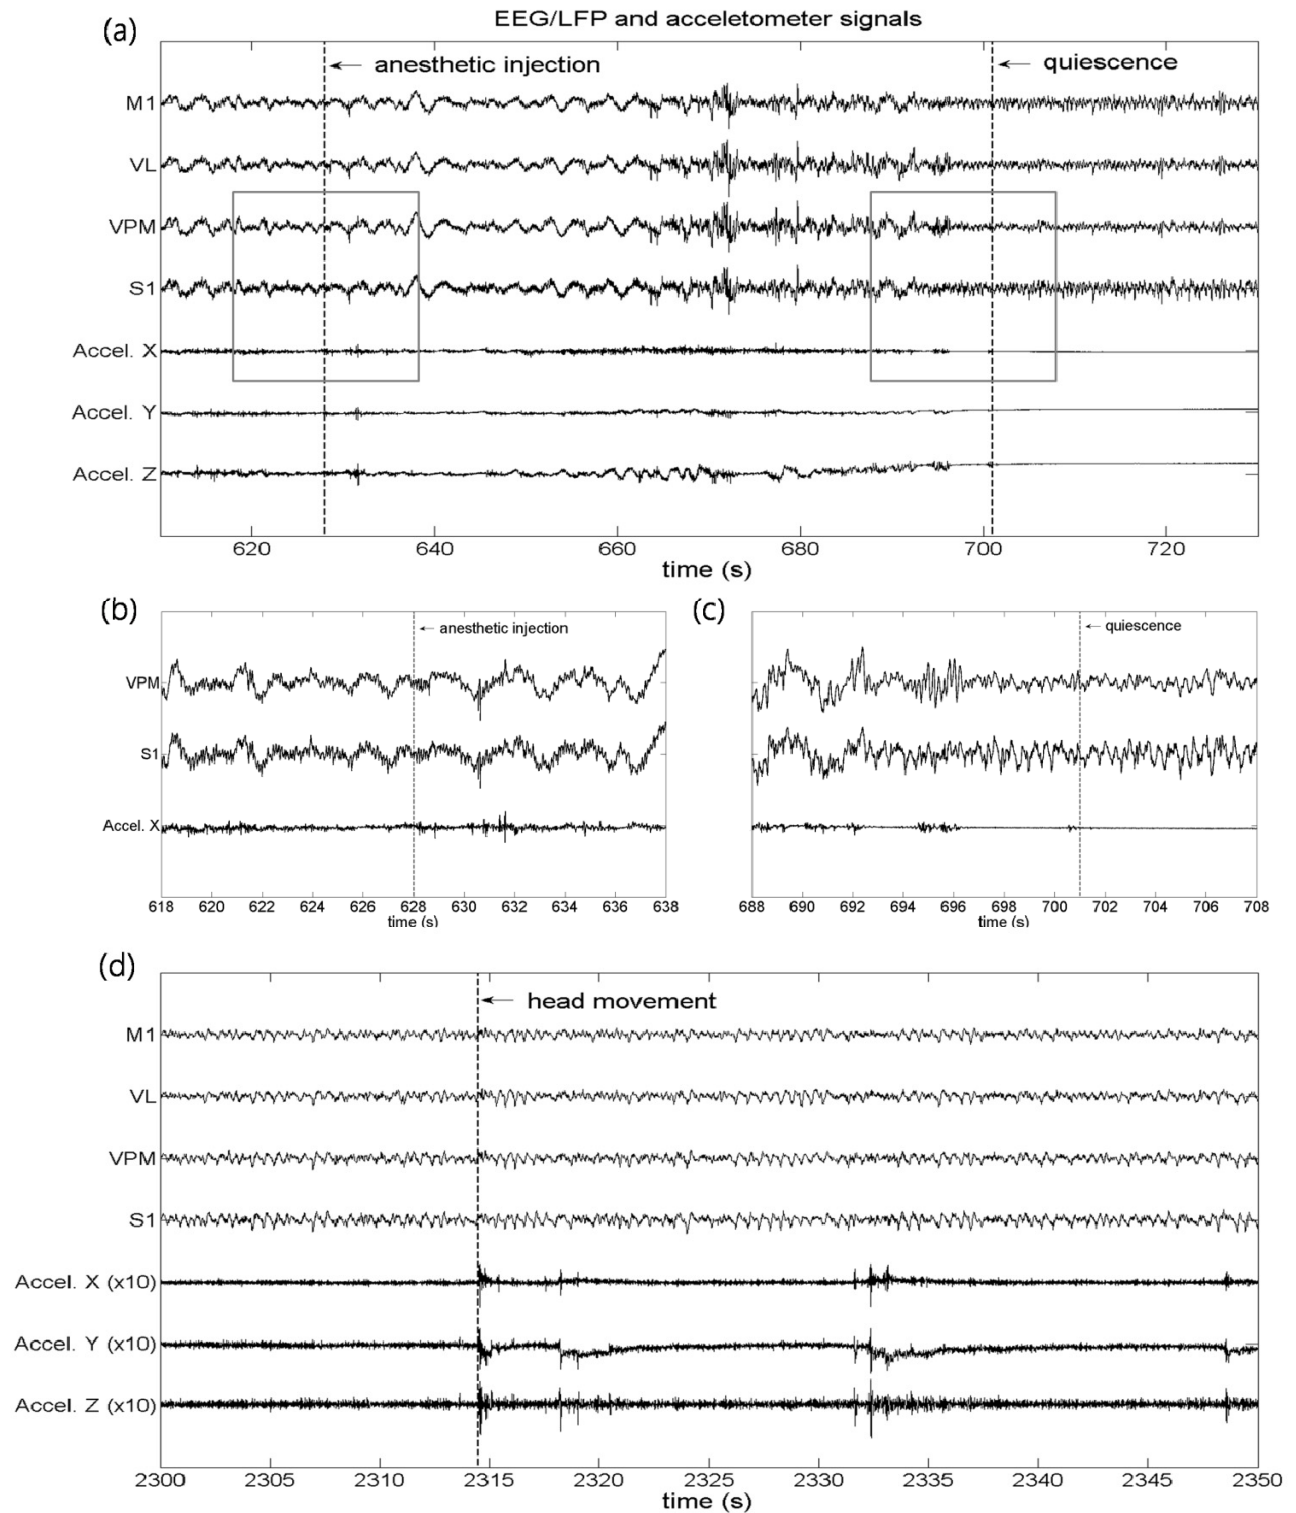 EEG/LFP and acceletometer signals
(a)
anesthetic injection
quiescence
M1
VL
VPM
S1
Accel. X
Accel. Y
Accel. Z
620 640 660 680 700 720
time (s)
(b)
anesthetic injection
VPM
S1
Accel. X
618 620 622 624 626 628 630 632 634 636 638
time (s)
(c)
quiescence
688 690 692 694 696 698 700 702 704 706 708
time (s)
(d)
head movement
M1
VL
VPM
S1
Accel. X (x10)
Accel. Y (x10)
Accel. Z (x10)
2300 2305 2310 2315 2320 2325 2330 2335 2340 2345 2350
time (s)